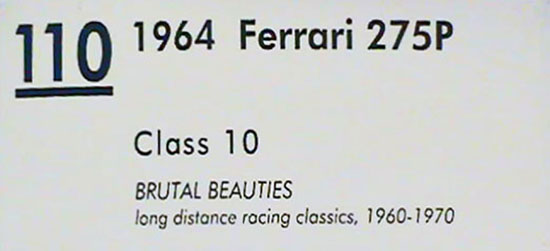 110 1964 Ferrari 275P
Class 10
BRUTAL BEAUTIES
long distance racing classics, 1960-1970